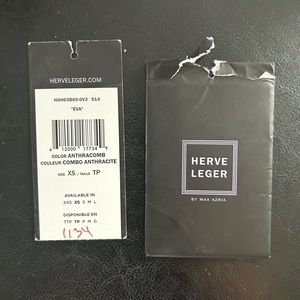 HERVELEGER.COM
HGH63B05-0V3 S14
"EVA"
6 12000 17734 9
COLOR ANTHRACOMB
COULEUR COMBO ANTHRACITE
SIZE XS / TAILLE TP
AVAILABLE IN
XXS XS S M L
DISPONIBLE EN
TTP TP P M G
1134
HERVE
LEGER
BY MAX AZRIA